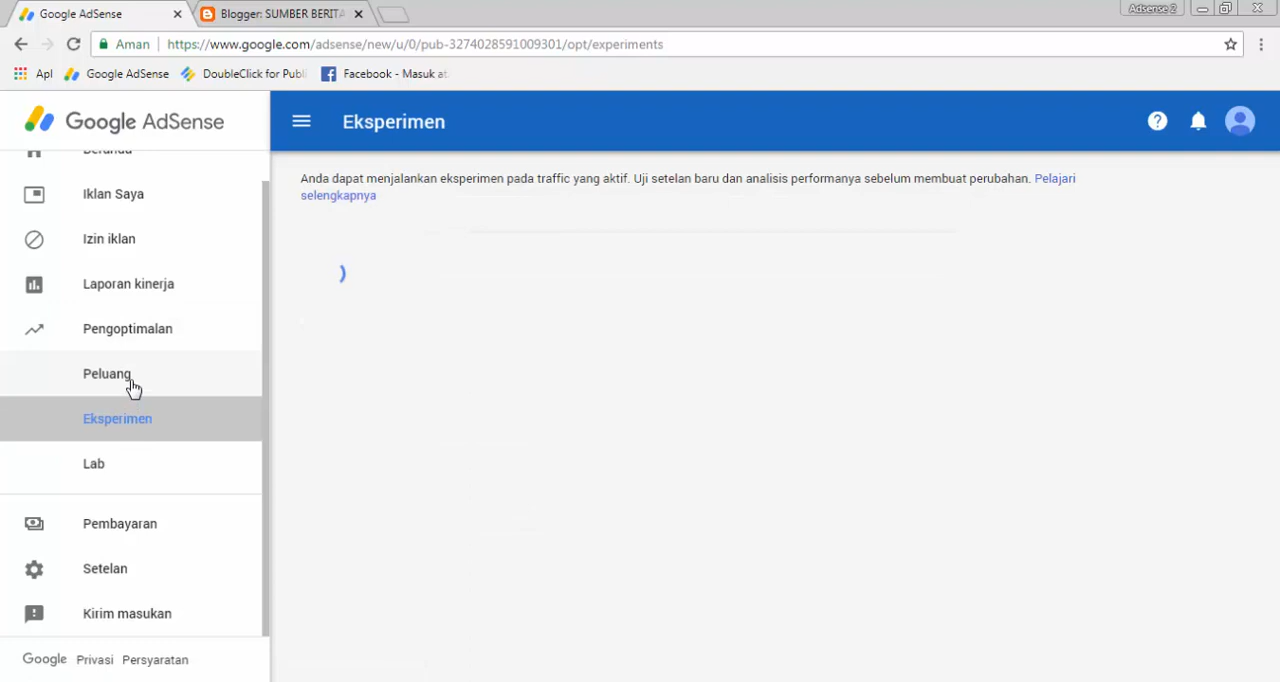 Google AdSense
Blogger: SUMBER BERITA
Adsense 2
Aman
https://www.google.com/adsense/new/u/0/pub-3274028591009301/opt/experiments
Apl
Google AdSense
DoubleClick for Publi
Facebook - Masuk at
Google AdSense
Eksperimen
Beranda
Anda dapat menjalankan eksperimen pada traffic yang aktif. Uji setelan baru dan analisis performanya sebelum membuat perubahan. Pelajari
selengkapnya
Iklan Saya
Izin iklan
Laporan kinerja
Pengoptimalan
Peluang
Eksperimen
Lab
Pembayaran
Setelan
Kirim masukan
Google Privasi Persyaratan